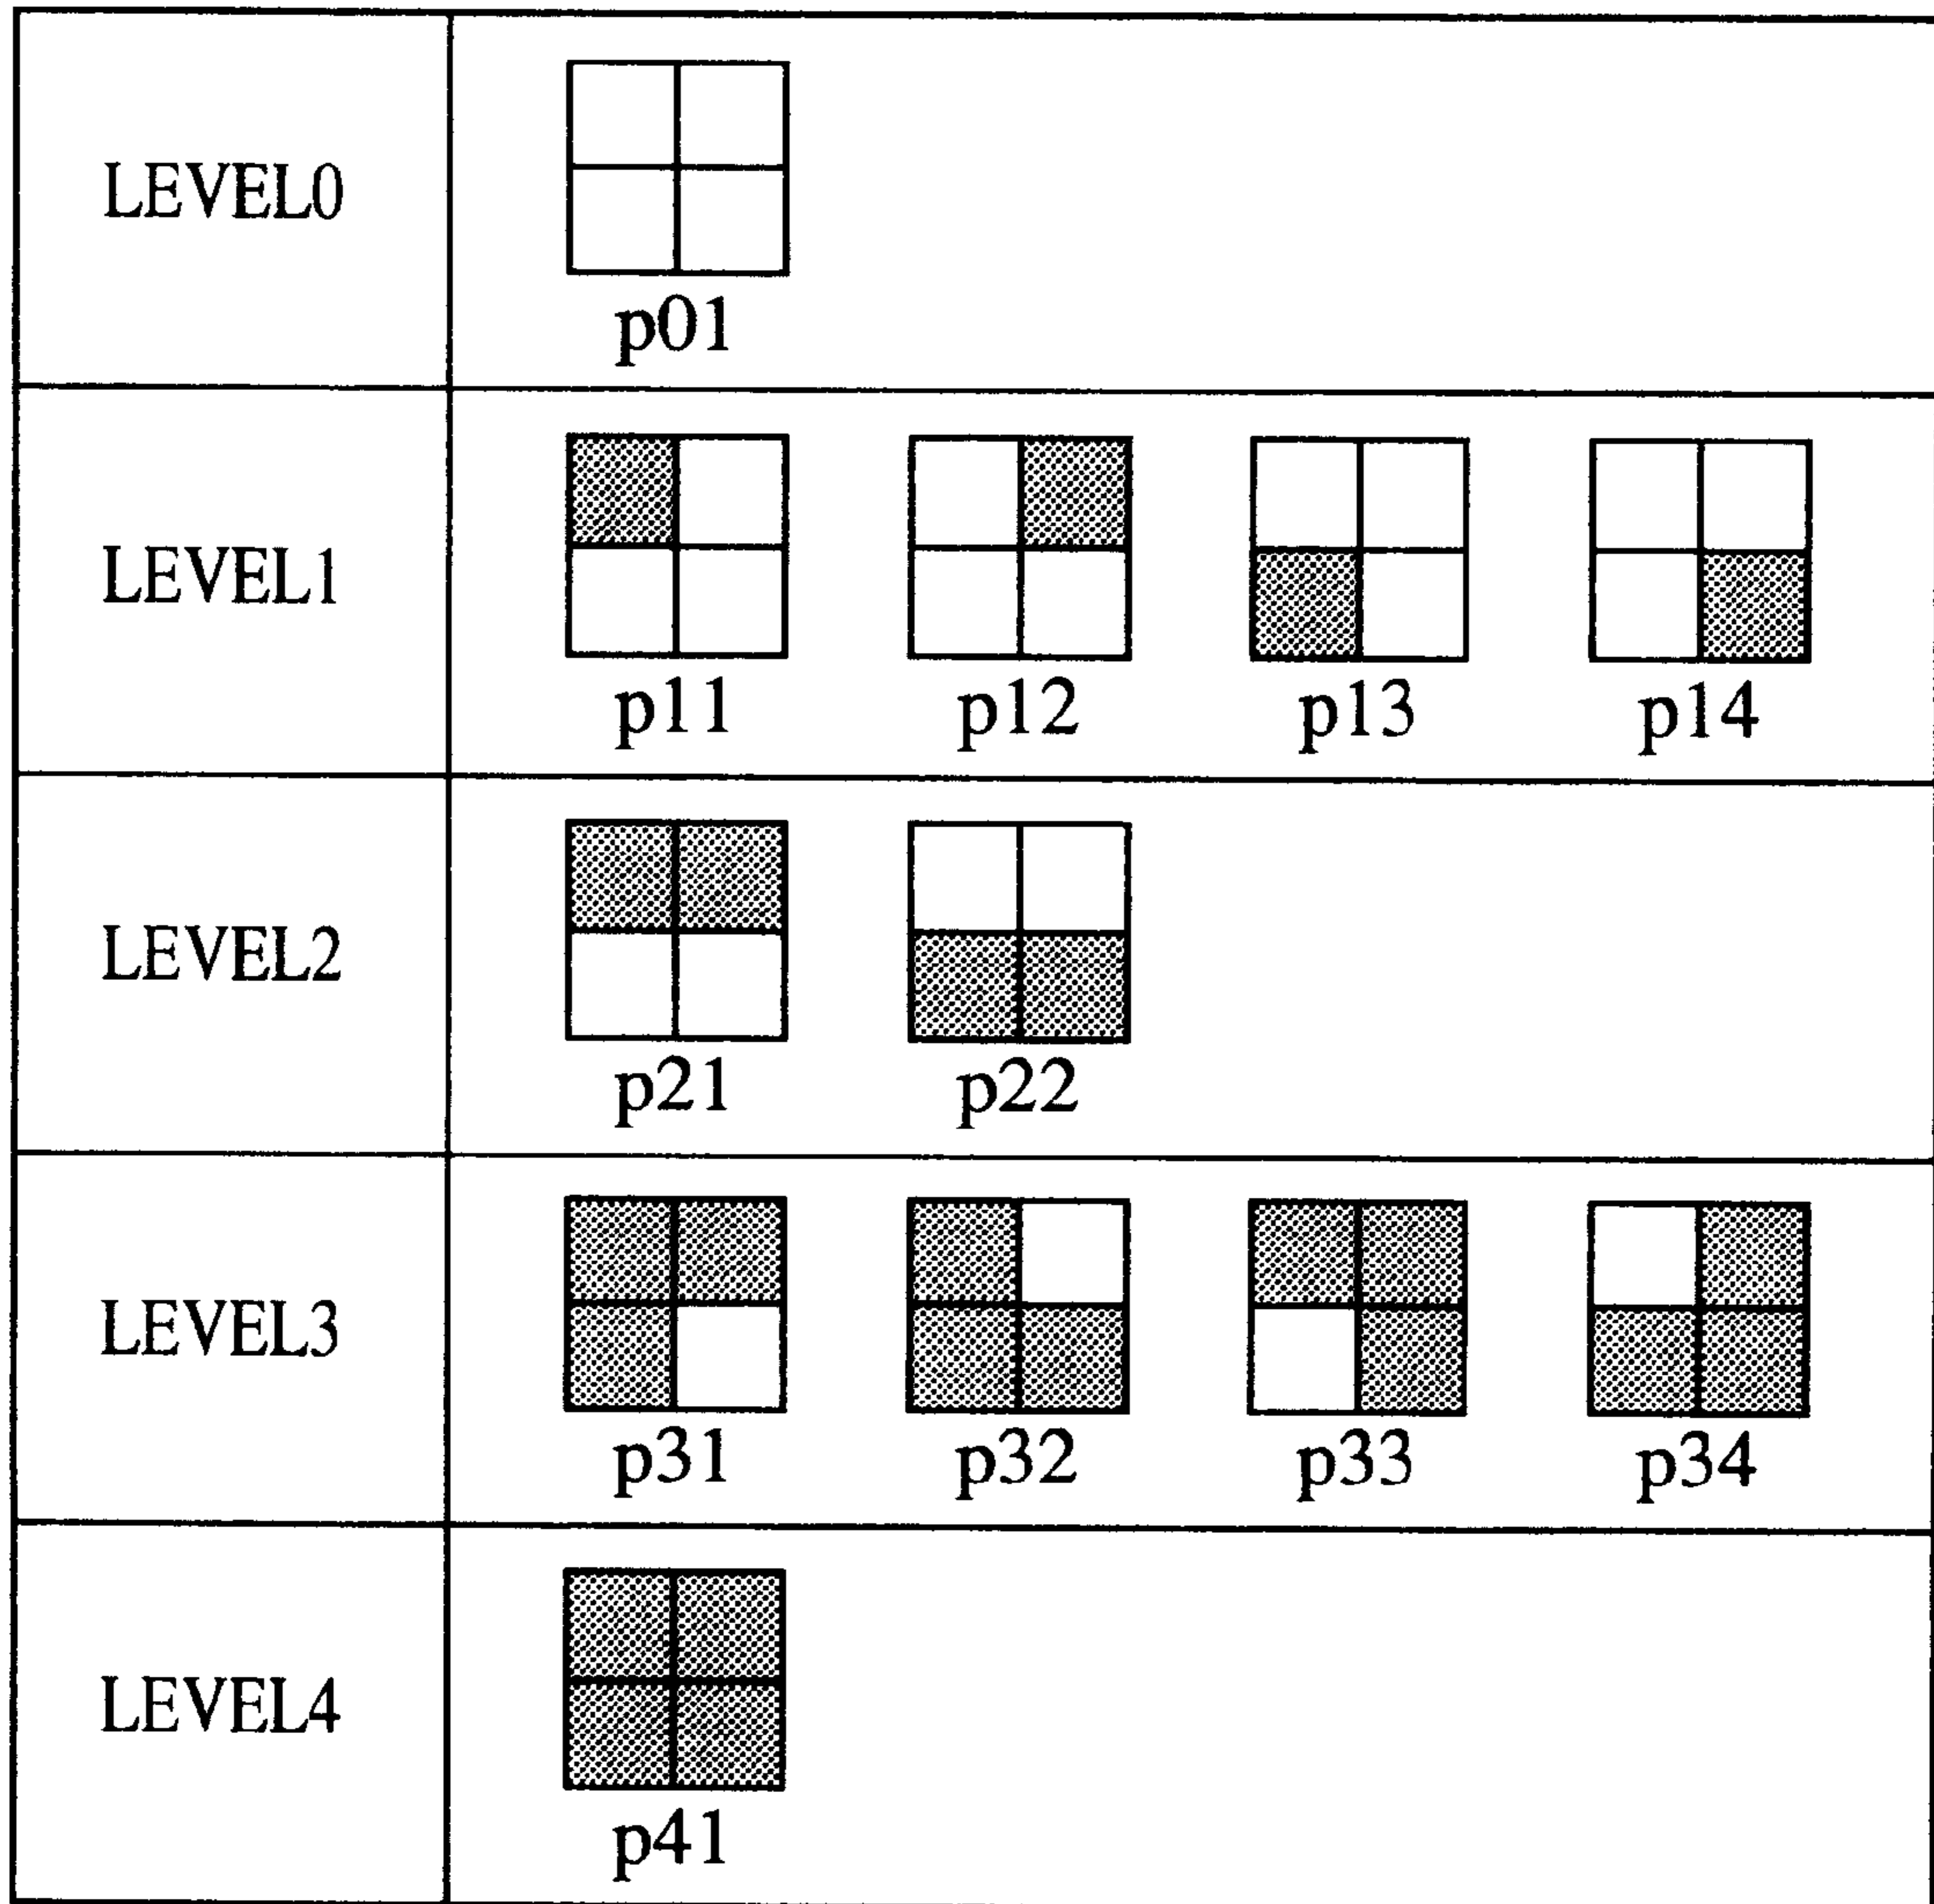 LEVEL0
p01
LEVEL1
p11 p12 p13 p14
LEVEL2
p21 p22
LEVEL3
p31 p32 p33 p34
LEVEL4
p41